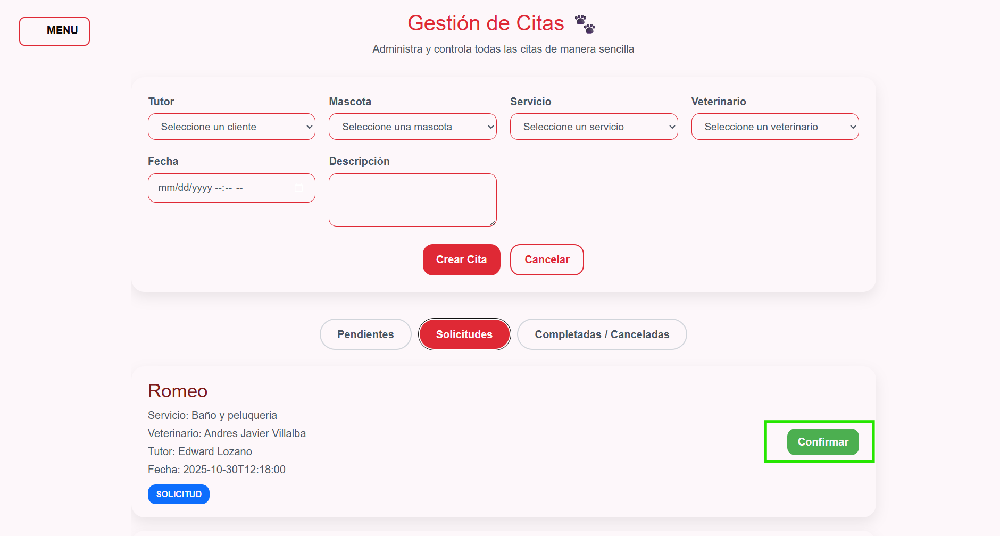 MENU
Gestión de Citas
Administra y controla todas las citas de manera sencilla
Tutor
Mascota
Servicio
Veterinario
Seleccione un cliente
Seleccione una mascota
Seleccione un servicio
Seleccione un veterinario
Fecha
Descripción
mm/dd/yyyy --:-- --
Crear Cita
Cancelar
Pendientes
Solicitudes
Completadas / Canceladas
Romeo
Servicio: Baño y peluqueria
Veterinario: Andres Javier Villalba
Tutor: Edward Lozano
Fecha: 2025-10-30T12:18:00
SOLICITUD
Confirmar